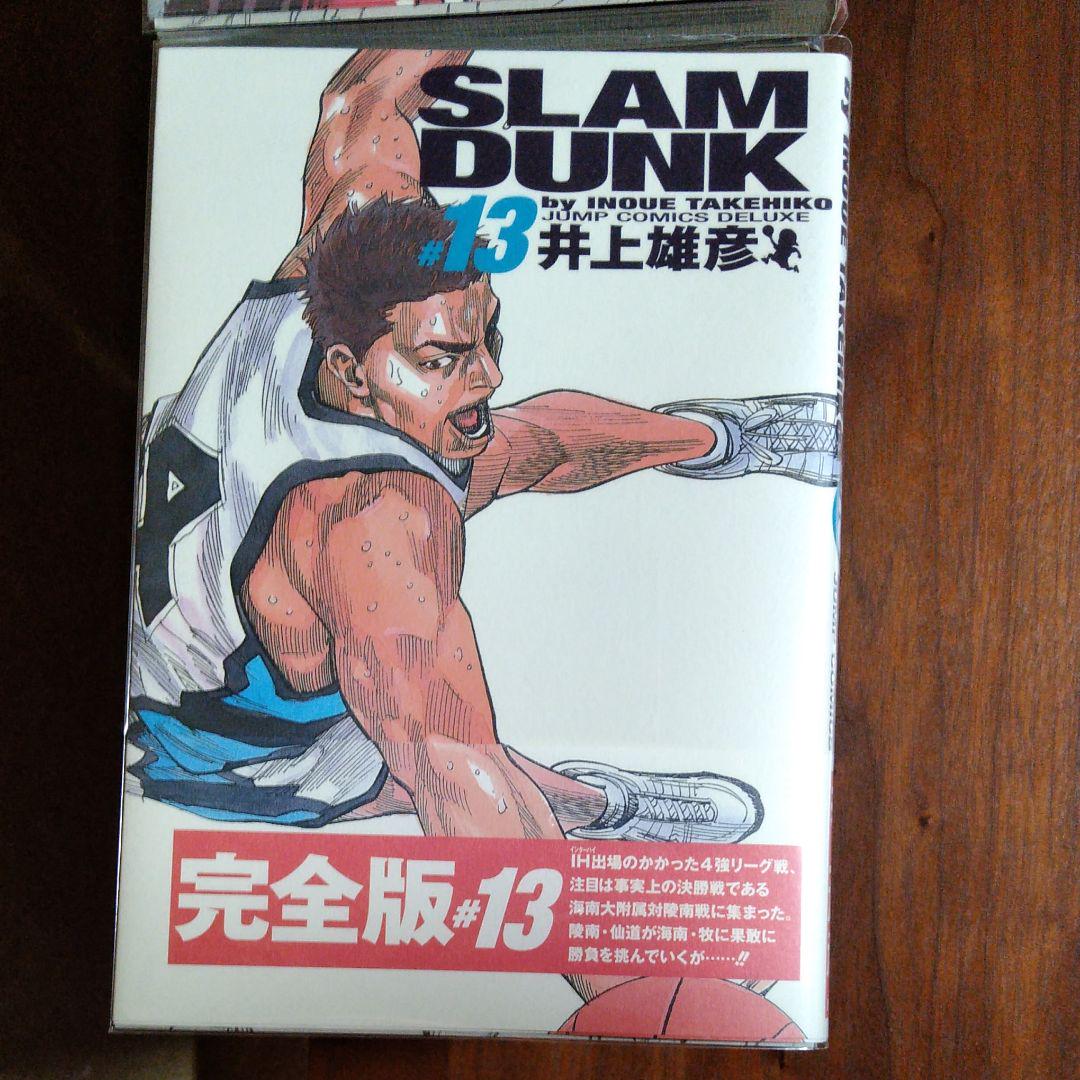 SLAM
DUNK
by INOUE TAKEHIKO
JUMP COMICS DELUXE
#13
井上雄彦
完全版#13
インターハイ
IH出場のかかった4強リーグ戦、
注目は事実上の決勝戦である
海南大附属対陵南戦に集まった。
陵南・仙道が海南・牧に果敢に
勝負を挑んでいくが……!!
BY INOUE TAKEHIKO